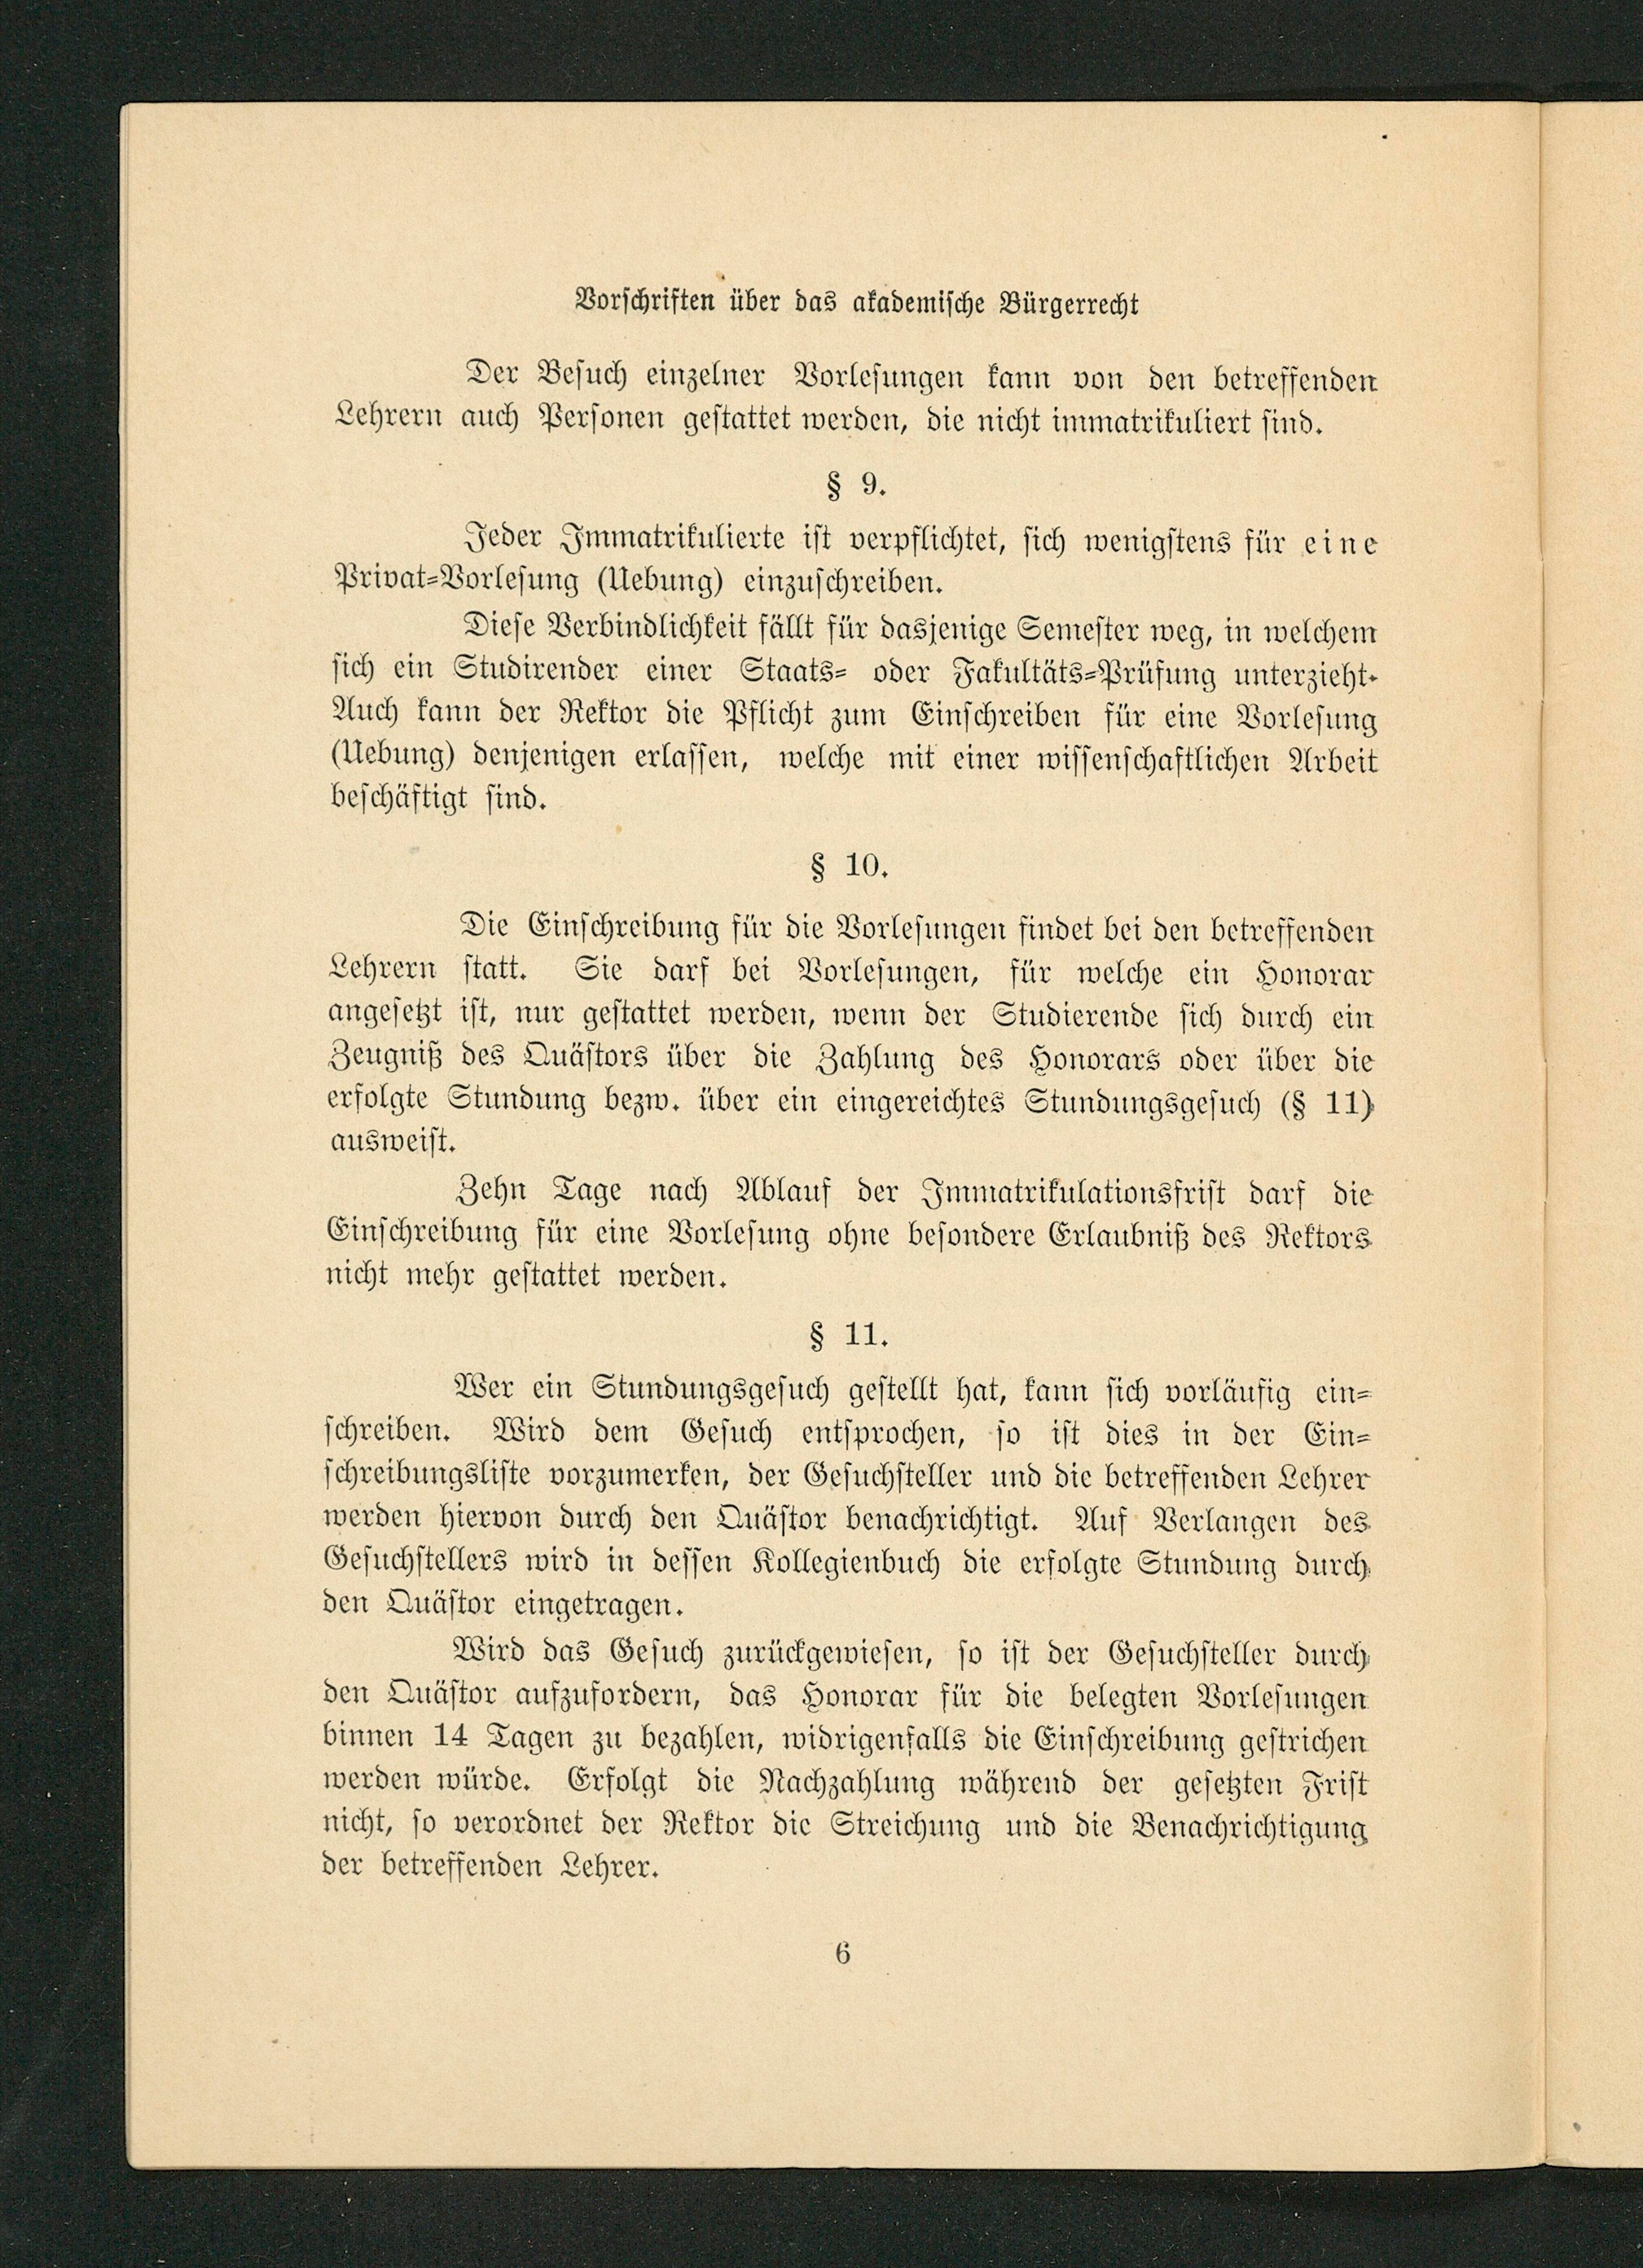 Vorschriften über das akademische Bürgerrecht
Der Besuch einzelner Vorlesungen kann von den betreffenden
Lehrern auch Personen gestattet werden, die nicht immatrikuliert sind.
§ 9.
Jeder Immatrikulierte ist verpflichtet, sich wenigstens für eine
Privat-Vorlesung (Uebung) einzuschreiben.
Diese Verbindlichkeit fällt für dasjenige Semester weg, in welchem
sich ein Studirender einer Staats- oder Fakultäts-Prüfung unterzieht.
Auch kann der Rektor die Pflicht zum Einschreiben für eine Vorlesung
(Uebung) denjenigen erlassen, welche mit einer wissenschaftlichen Arbeit
beschäftigt sind.
§ 10.
Die Einschreibung für die Vorlesungen findet bei den betreffenden
Lehrern statt. Sie darf bei Vorlesungen, für welche ein Honorar
angesetzt ist, nur gestattet werden, wenn der Studierende sich durch ein
Zeugniß des Quästors über die Zahlung des Honorars oder über die
erfolgte Stundung bezw. über ein eingereichtes Stundungsgesuch (§ 11)
ausweist.
Zehn Tage nach Ablauf der Immatrikulationsfrist darf die
Einschreibung für eine Vorlesung ohne besondere Erlaubniß des Rektors
nicht mehr gestattet werden.
§ 11.
Wer ein Stundungsgesuch gestellt hat, kann sich vorläufig ein-
schreiben. Wird dem Gesuch entsprochen, so ist dies in der Ein-
schreibungsliste vorzumerken, der Gesuchsteller und die betreffenden Lehrer
werden hiervon durch den Quästor benachrichtigt. Auf Verlangen des
Gesuchstellers wird in dessen Kollegienbuch die erfolgte Stundung durch
den Quästor eingetragen.
Wird das Gesuch zurückgewiesen, so ist der Gesuchsteller durch
den Quästor aufzufordern, das Honorar für die belegten Vorlesungen
binnen 14 Tagen zu bezahlen, widrigenfalls die Einschreibung gestrichen
werden würde. Erfolgt die Nachzahlung während der gesetzten Frist
nicht, so verordnet der Rektor die Streichung und die Benachrichtigung
der betreffenden Lehrer.
6